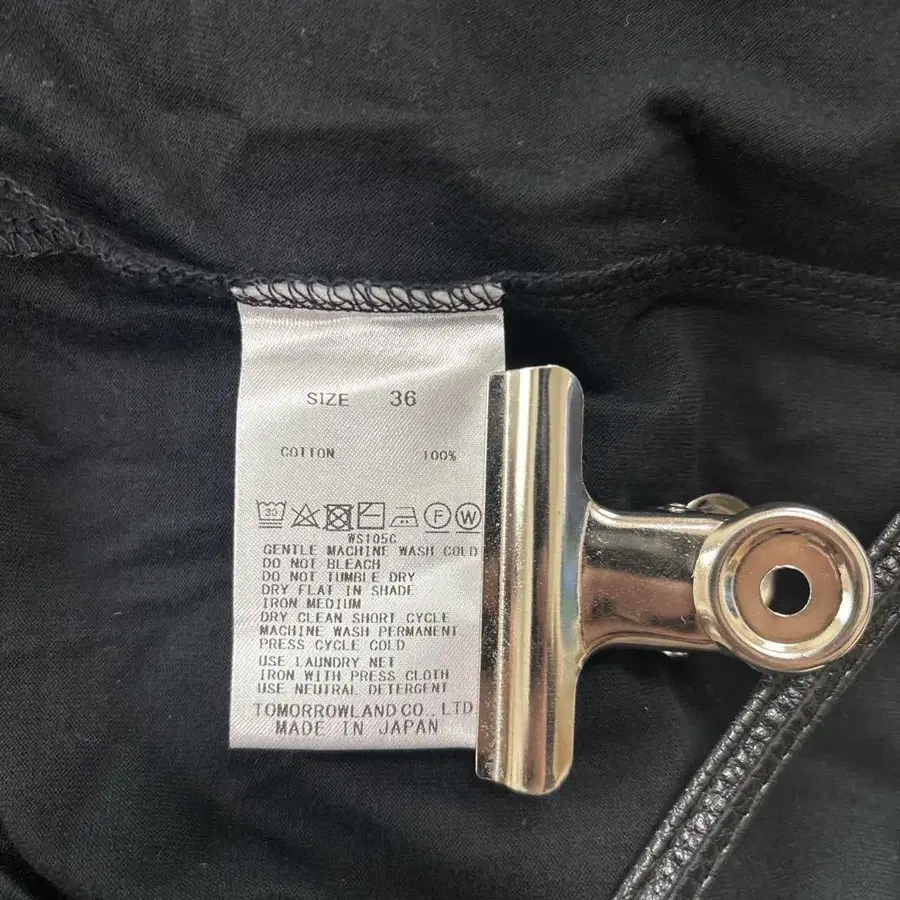 SIZE 36
COTTON 100%
30 F W
WS105C
GENTLE MACHINE WASH COLD
DO NOT BLEACH
DO NOT TUMBLE DRY
DRY FLAT IN SHADE
IRON MEDIUM
DRY CLEAN SHORT CYCLE
MACHINE WASH PERMANENT
PRESS CYCLE COLD
USE LAUNDRY NET
IRON WITH PRESS CLOTH
USE NEUTRAL DETERGENT
TOMORROWLAND CO., LTD
MADE IN JAPAN